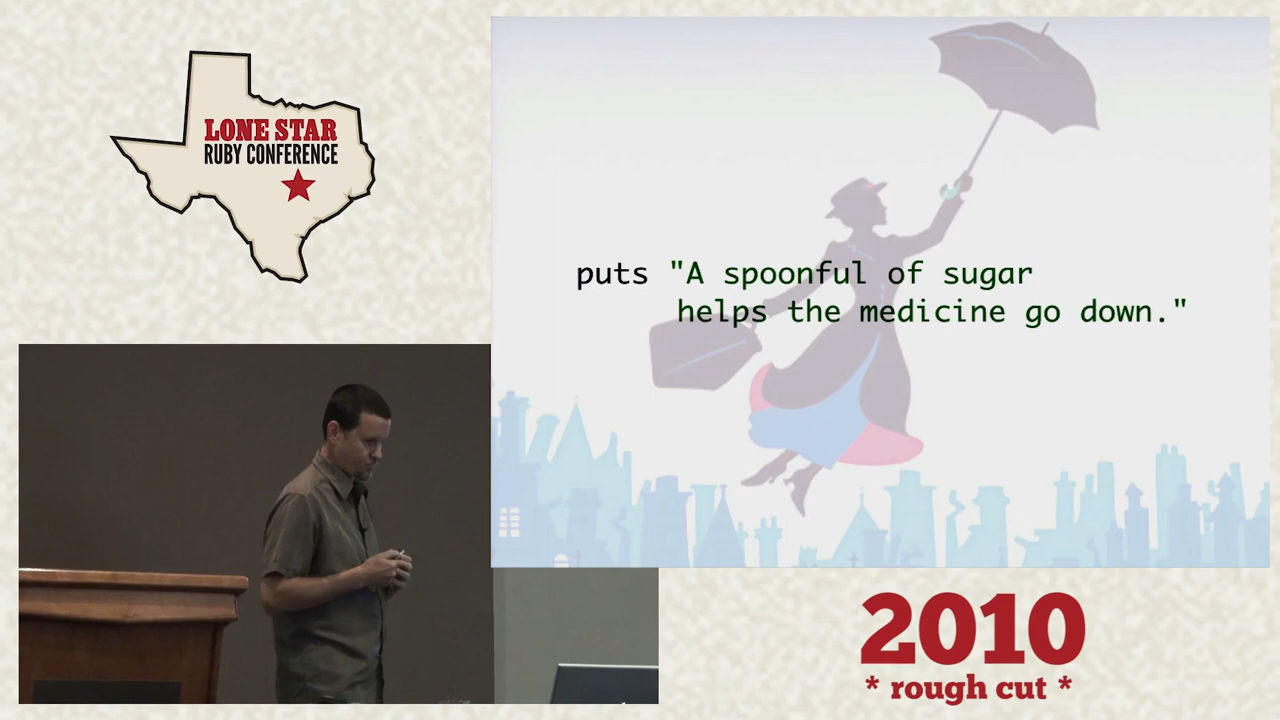 LONE STAR
RUBY CONFERENCE
puts "A spoonful of sugar
helps the medicine go down."
2010
* rough cut *